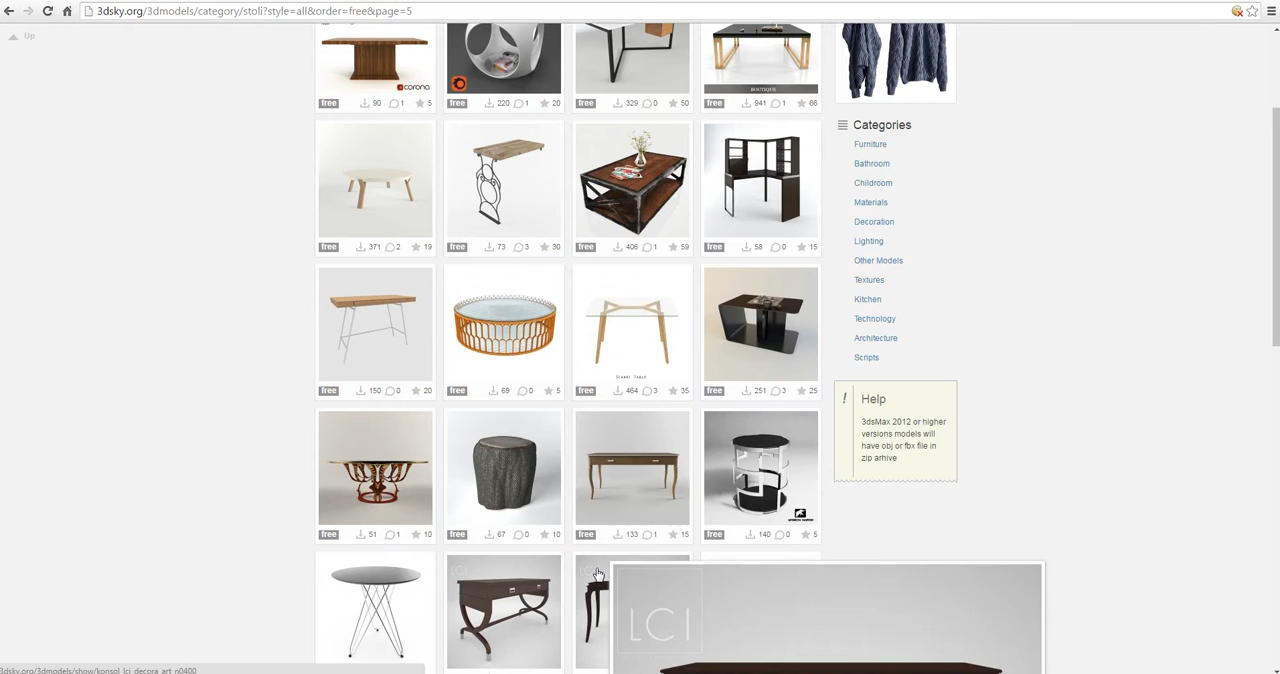 3dsky.org/3dmodels/category/stoli?style=all&order=free&page=5
Up
corona
BOUTIQUE
free 90 1 5
free 220 1 20
free 329 0 50
free 941 1 66
Categories
Furniture
Bathroom
Childroom
Materials
Decoration
Lighting
Other Models
Textures
Kitchen
Technology
Architecture
Scripts
free 371 2 19
free 73 3 30
free 406 1 59
free 58 0 15
free 150 0 20
free 69 0 5
free 464 3 35
free 251 3 25
! Help
3dsMax 2012 or higher
versions models will
have obj or fbx file in
zip arhive
free 51 1 10
free 67 0 10
free 133 1 15
free 140 0 5
LCI
LCI
3dsky.org/3dmodels/show/konsol_lci_decora_art_n0400